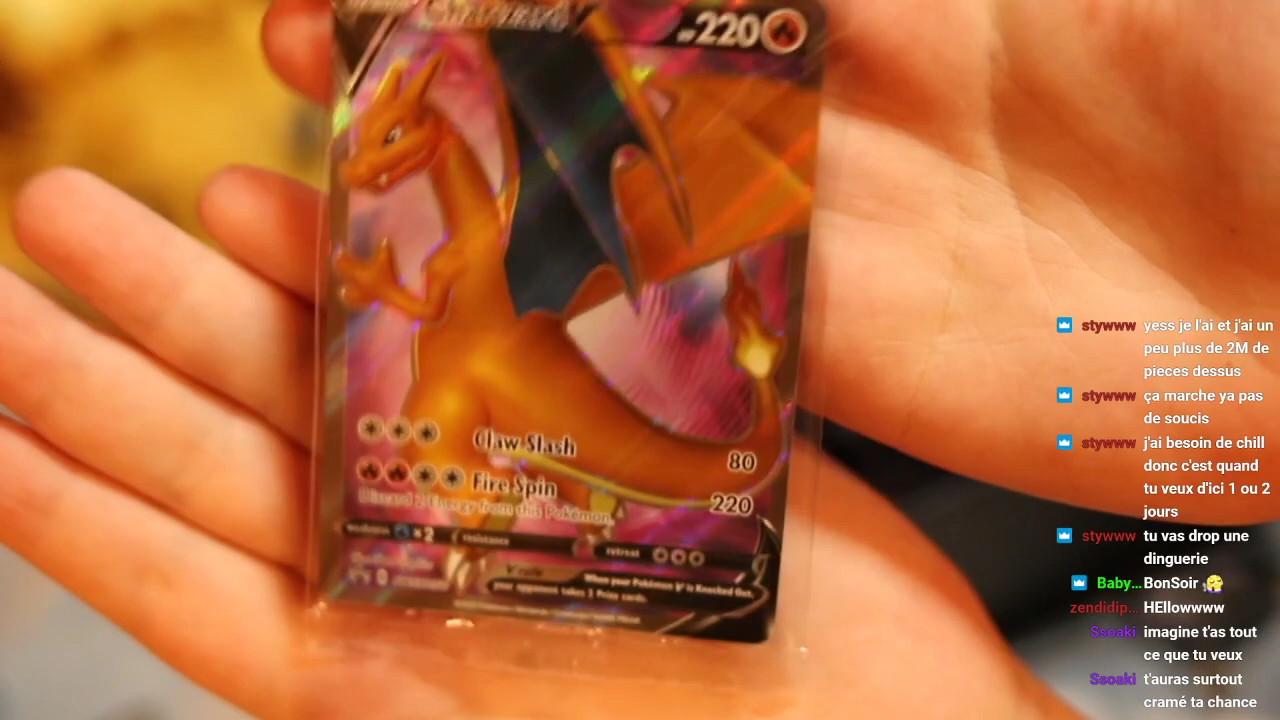 220
Claw Slash
80
Fire Spin
220
Discard 2 Energy from this Pokémon.
weakness
×2
resistance
retreat
V rule
When your Pokémon V is Knocked Out,
your opponent takes 2 Prize cards.
stywww yess je l'ai et j'ai un
peu plus de 2M de
pieces dessus
stywww ça marche ya pas
de soucis
stywww j'ai besoin de chill
donc c'est quand
tu veux d'ici 1 ou 2
jours
stywww tu vas drop une
dinguerie
Baby... BonSoir
zendidip... HEllowwww
Ssoaki imagine t'as tout
ce que tu veux
Ssoaki t'auras surtout
cramé ta chance